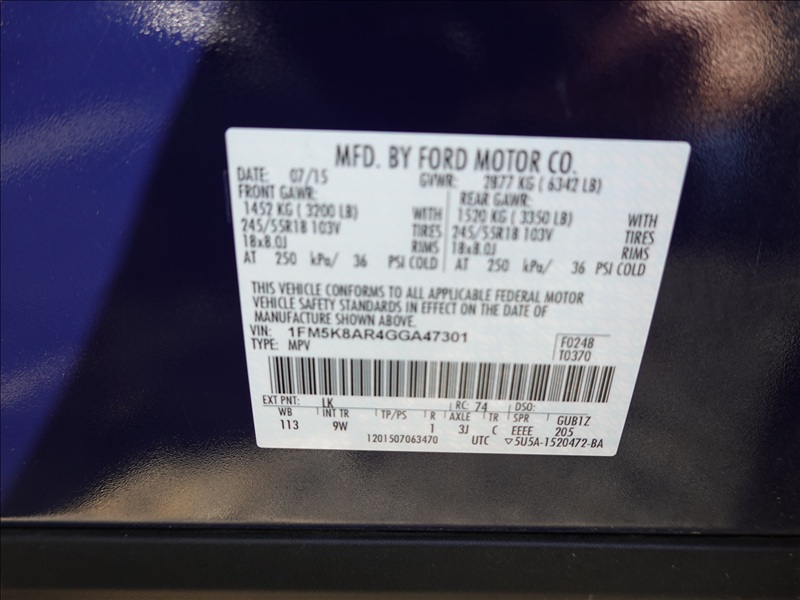 MFD. BY FORD MOTOR CO.
DATE: 07/15 GVWR: 2877 KG ( 6342 LB)
FRONT GAWR: REAR GAWR:
1452 KG ( 3200 LB) WITH 1520 KG ( 3350 LB) WITH
245/55R18 103V TIRES 245/55R18 103V TIRES
18x8.0J RIMS 18x8.0J RIMS
AT 250 kPa/ 36 PSI COLD AT 250 kPa/ 36 PSI COLD
THIS VEHICLE CONFORMS TO ALL APPLICABLE FEDERAL MOTOR
VEHICLE SAFETY STANDARDS IN EFFECT ON THE DATE OF
MANUFACTURE SHOWN ABOVE.
VIN: 1FM5K8AR4GGA47301 F0248
TYPE: MPV T0370
EXT PNT: LK RC: 74 DSO:
WB INT TR TP/PS R AXLE TR SPR GUB1Z
113 9W 1 3J C EEEE 205
1201507063470 UTC ▽5U5A-1520472-BA